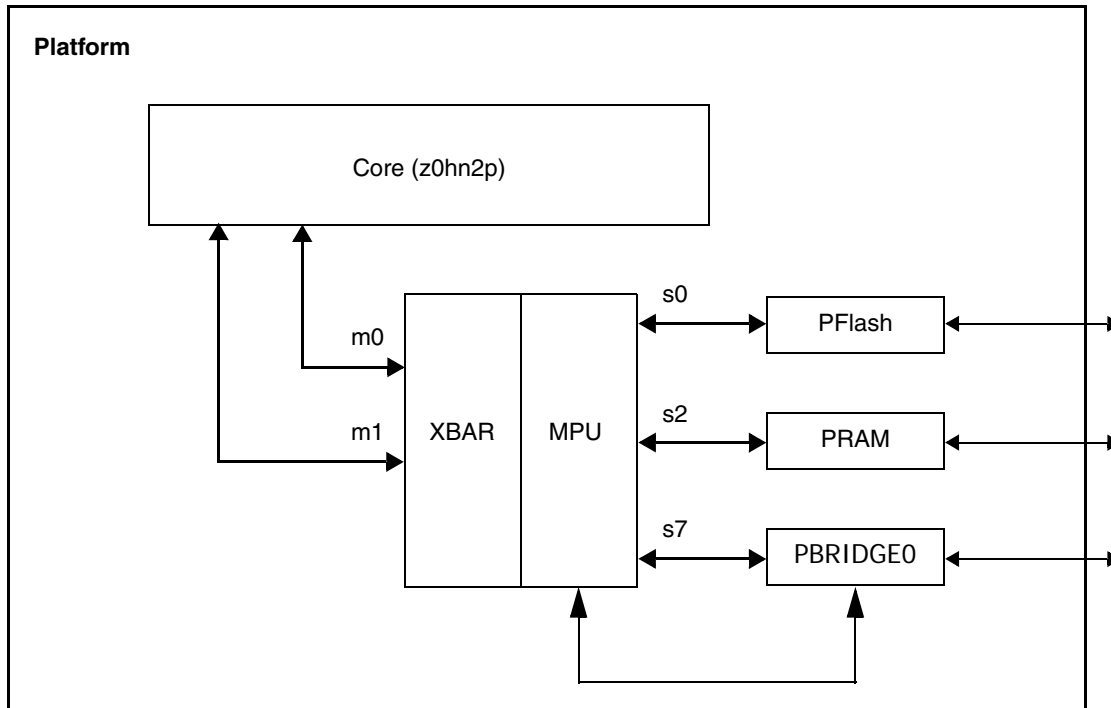 Platform
Core (z0hn2p)
s0
PFlash
m0
m1
XBAR
MPU
s2
PRAM
s7
PBRIDGE0